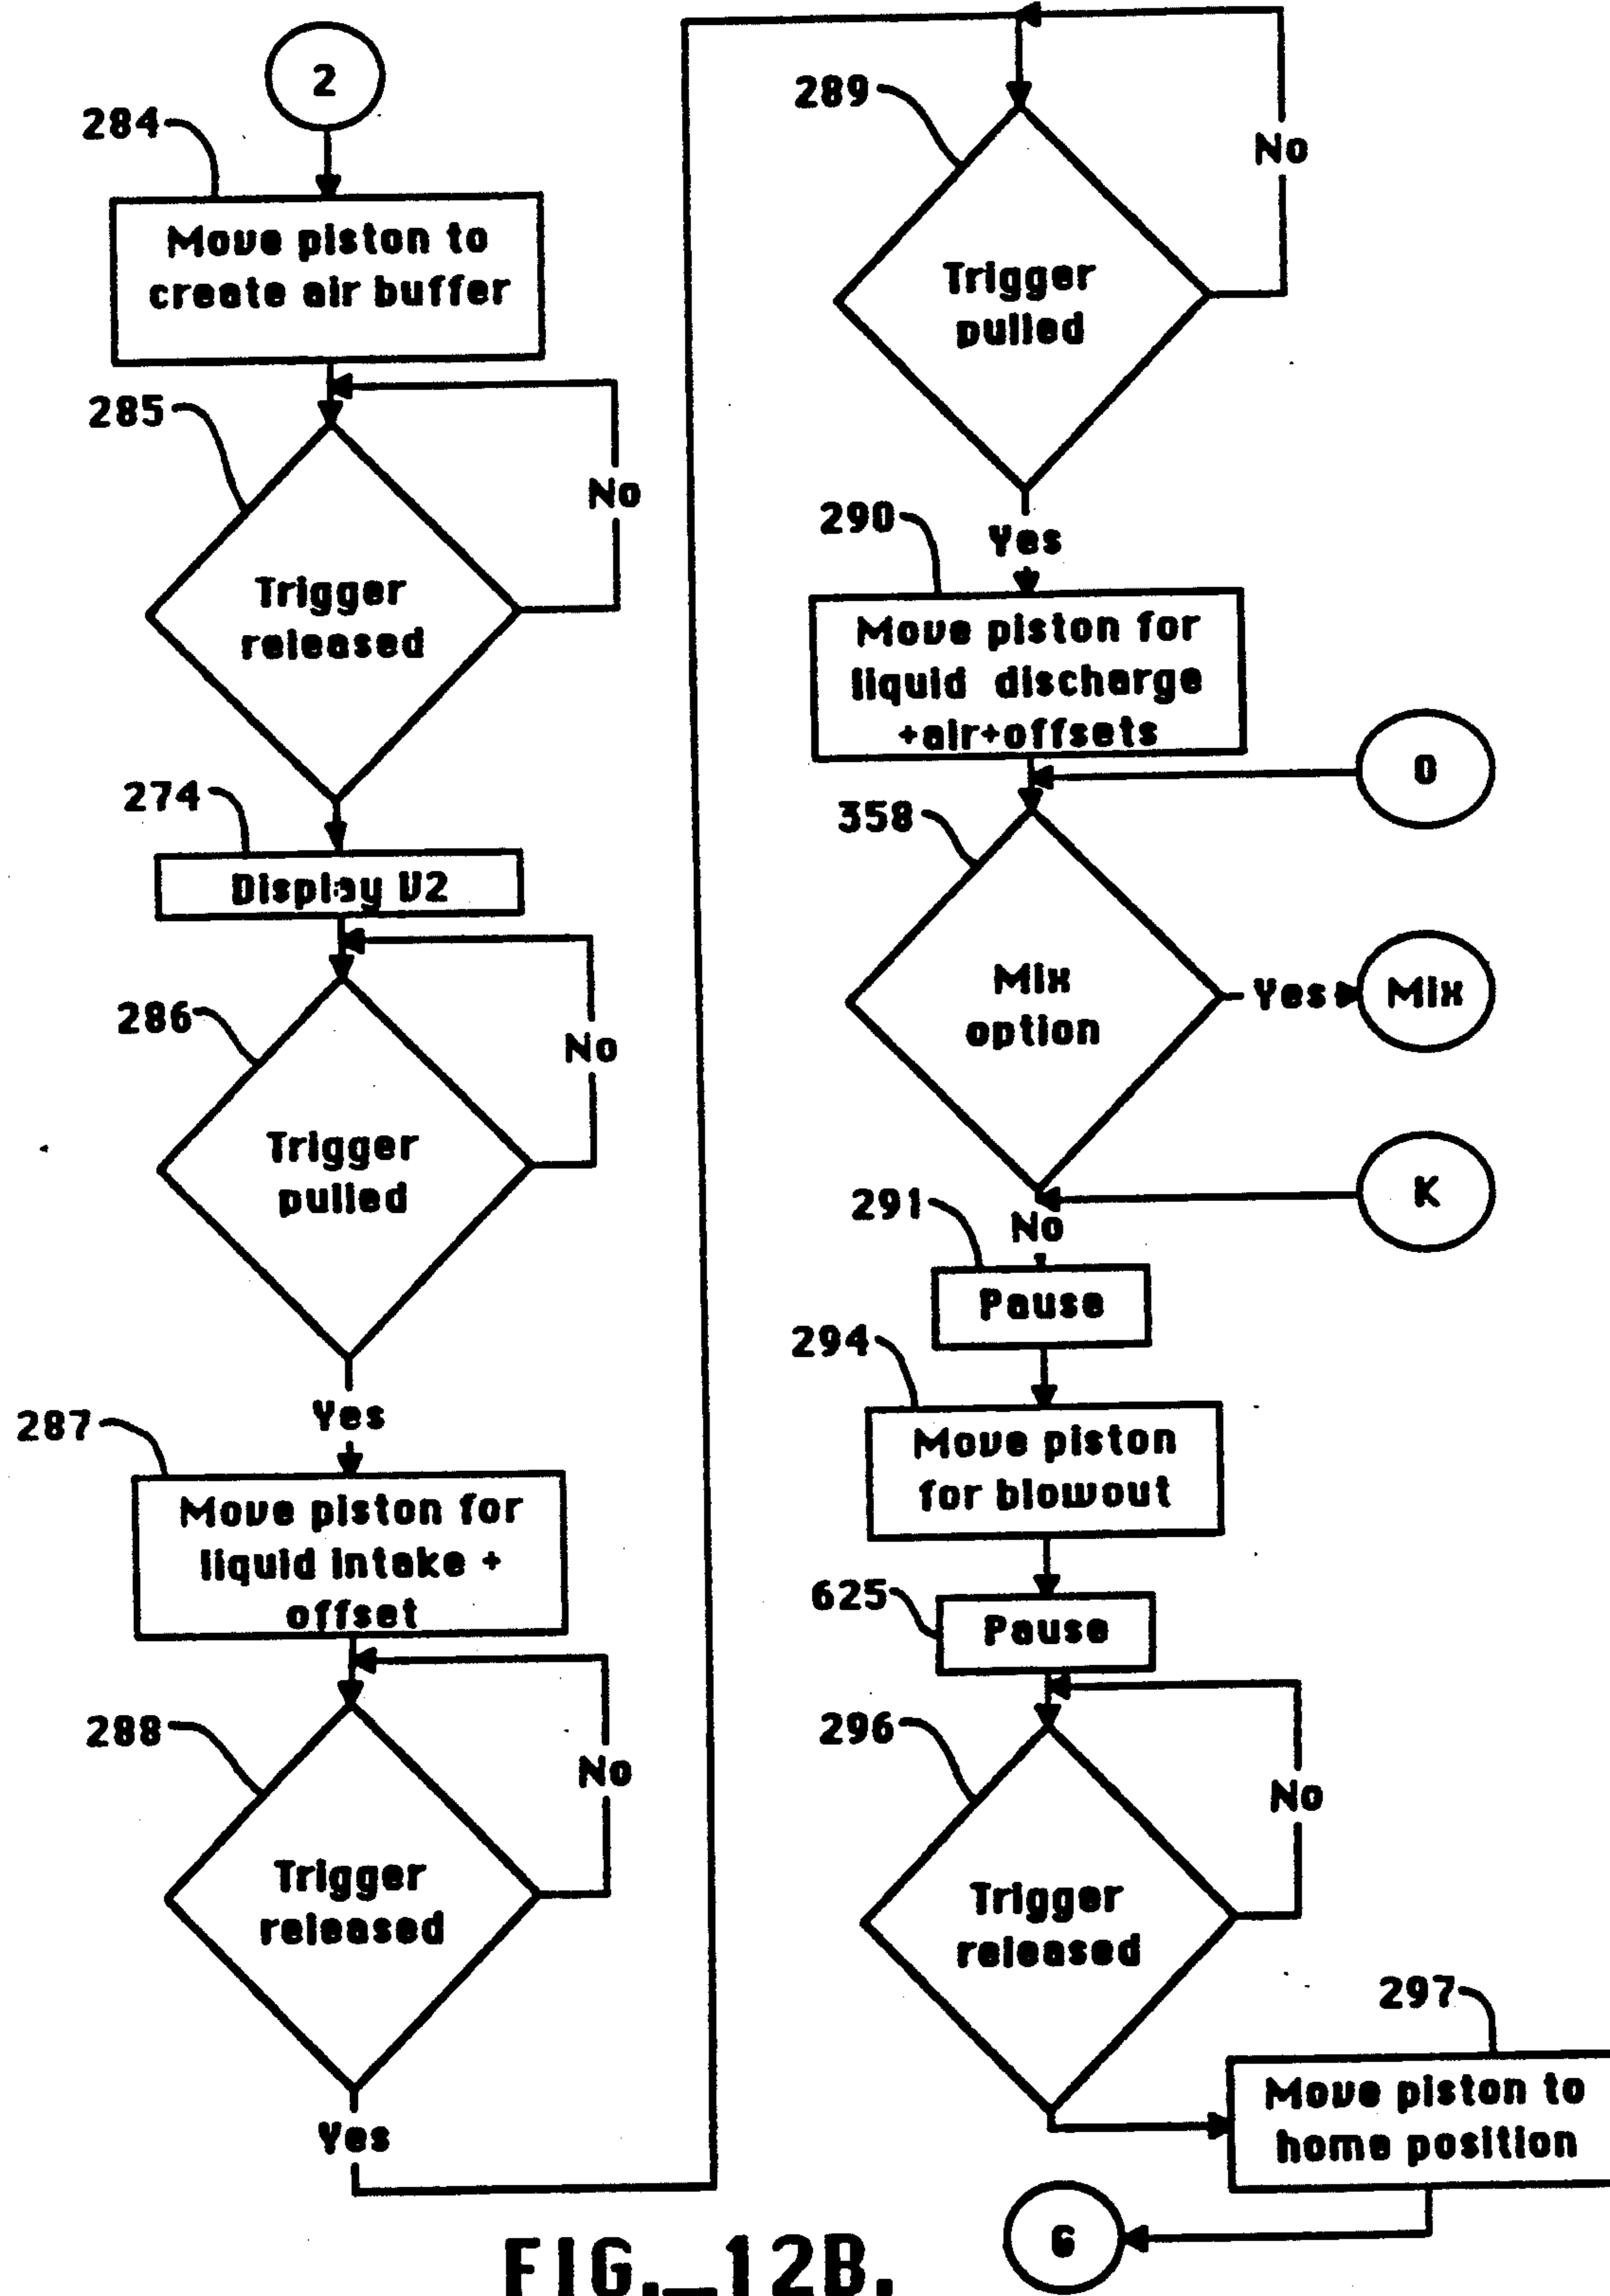 2
284
Move piston to
create air buffer
285
No
Trigger
released
274
Display V2
286
No
Trigger
pulled
Yes
287
Move piston for
liquid intake +
offset
288
No
Trigger
released
Yes
289
No
Trigger
pulled
Yes
290
Move piston for
liquid discharge
+air+offsets
O
358
Mix
option
Yes
Mix
K
291
No
Pause
294
Move piston
for blowout
625
Pause
296
No
Trigger
released
297
Move piston to
home position
G
FIG._12B.